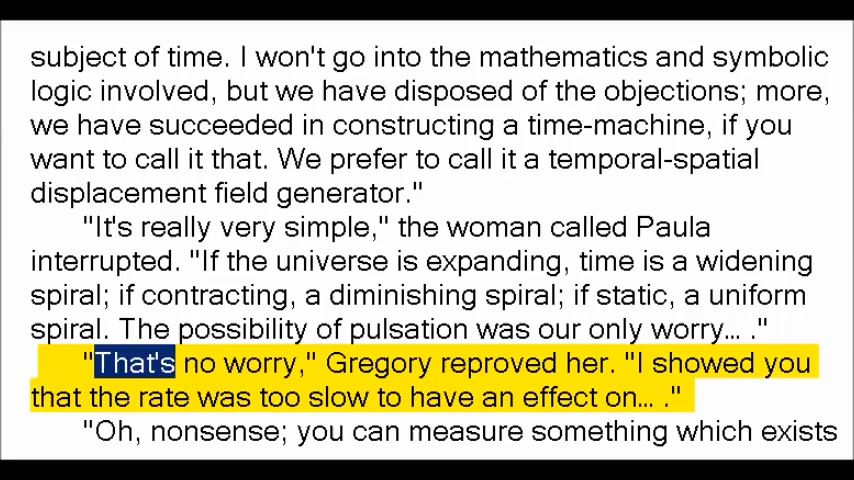 subject of time. I won't go into the mathematics and symbolic
logic involved, but we have disposed of the objections; more,
we have succeeded in constructing a time-machine, if you
want to call it that. We prefer to call it a temporal-spatial
displacement field generator."
"It's really very simple," the woman called Paula
interrupted. "If the universe is expanding, time is a widening
spiral; if contracting, a diminishing spiral; if static, a uniform
spiral. The possibility of pulsation was our only worry… ."
"That's no worry," Gregory reproved her. "I showed you
that the rate was too slow to have an effect on… ."
"Oh, nonsense; you can measure something which exists